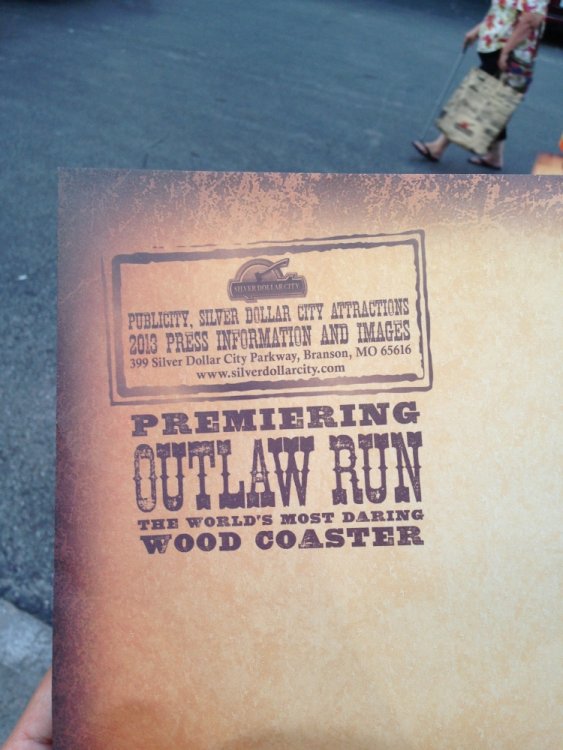 SILVER DOLLAR CITY
PUBLICITY, SILVER DOLLAR CITY ATTRACTIONS
2013 PRESS INFORMATION AND IMAGES
399 Silver Dollar City Parkway, Branson, MO 65616
www.silverdollarcity.com
PREMIERING
OUTLAW RUN
THE WORLD'S MOST DARING
WOOD COASTER